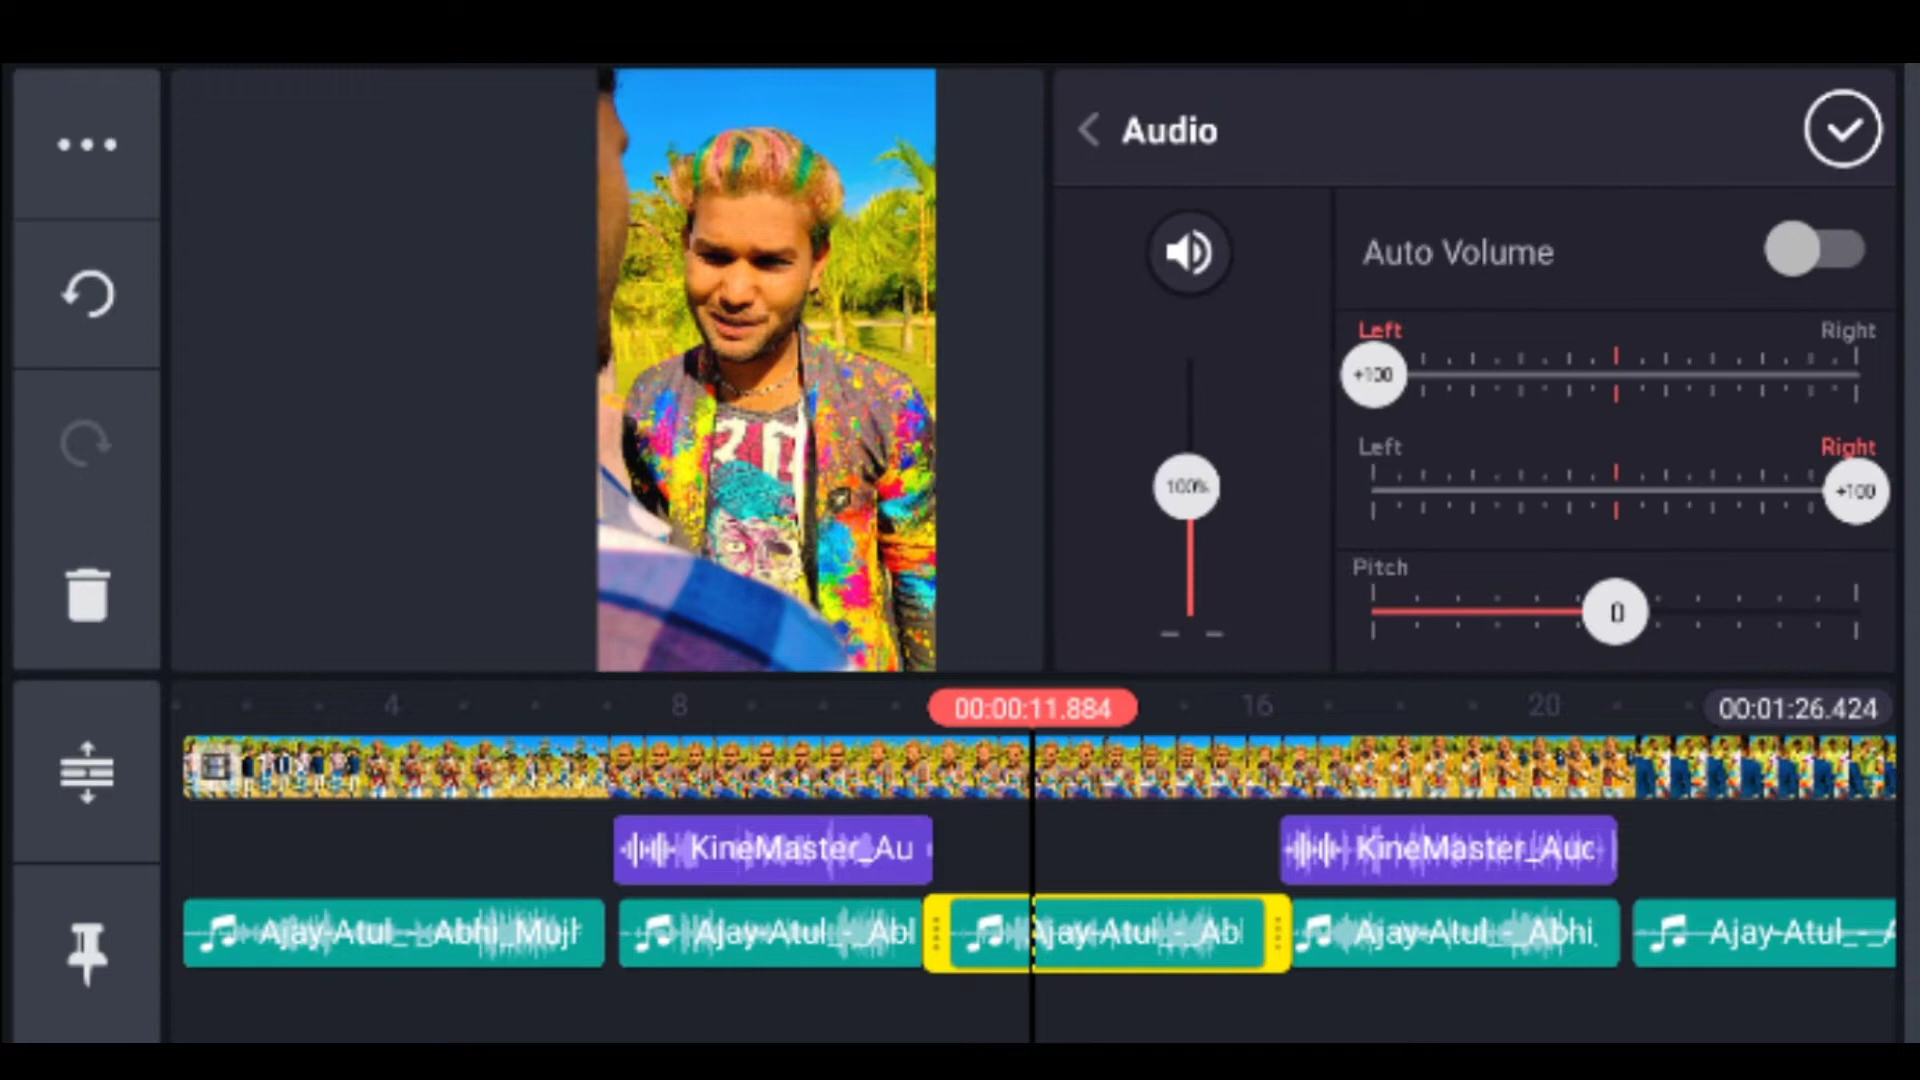 Audio
Auto Volume
Left
Right
+100
Left
Right
+100
100%
Pitch
0
4
8
00:00:11.884
16
20
00:01:26.424
KineMaster_Au
KineMaster_Auc
Ajay-Atul_-_Abhi_Mujh
Ajay-Atul_-_Abl
Ajay-Atul_-_Abl
Ajay-Atul_-_Abhi_
Ajay-Atul_-_A